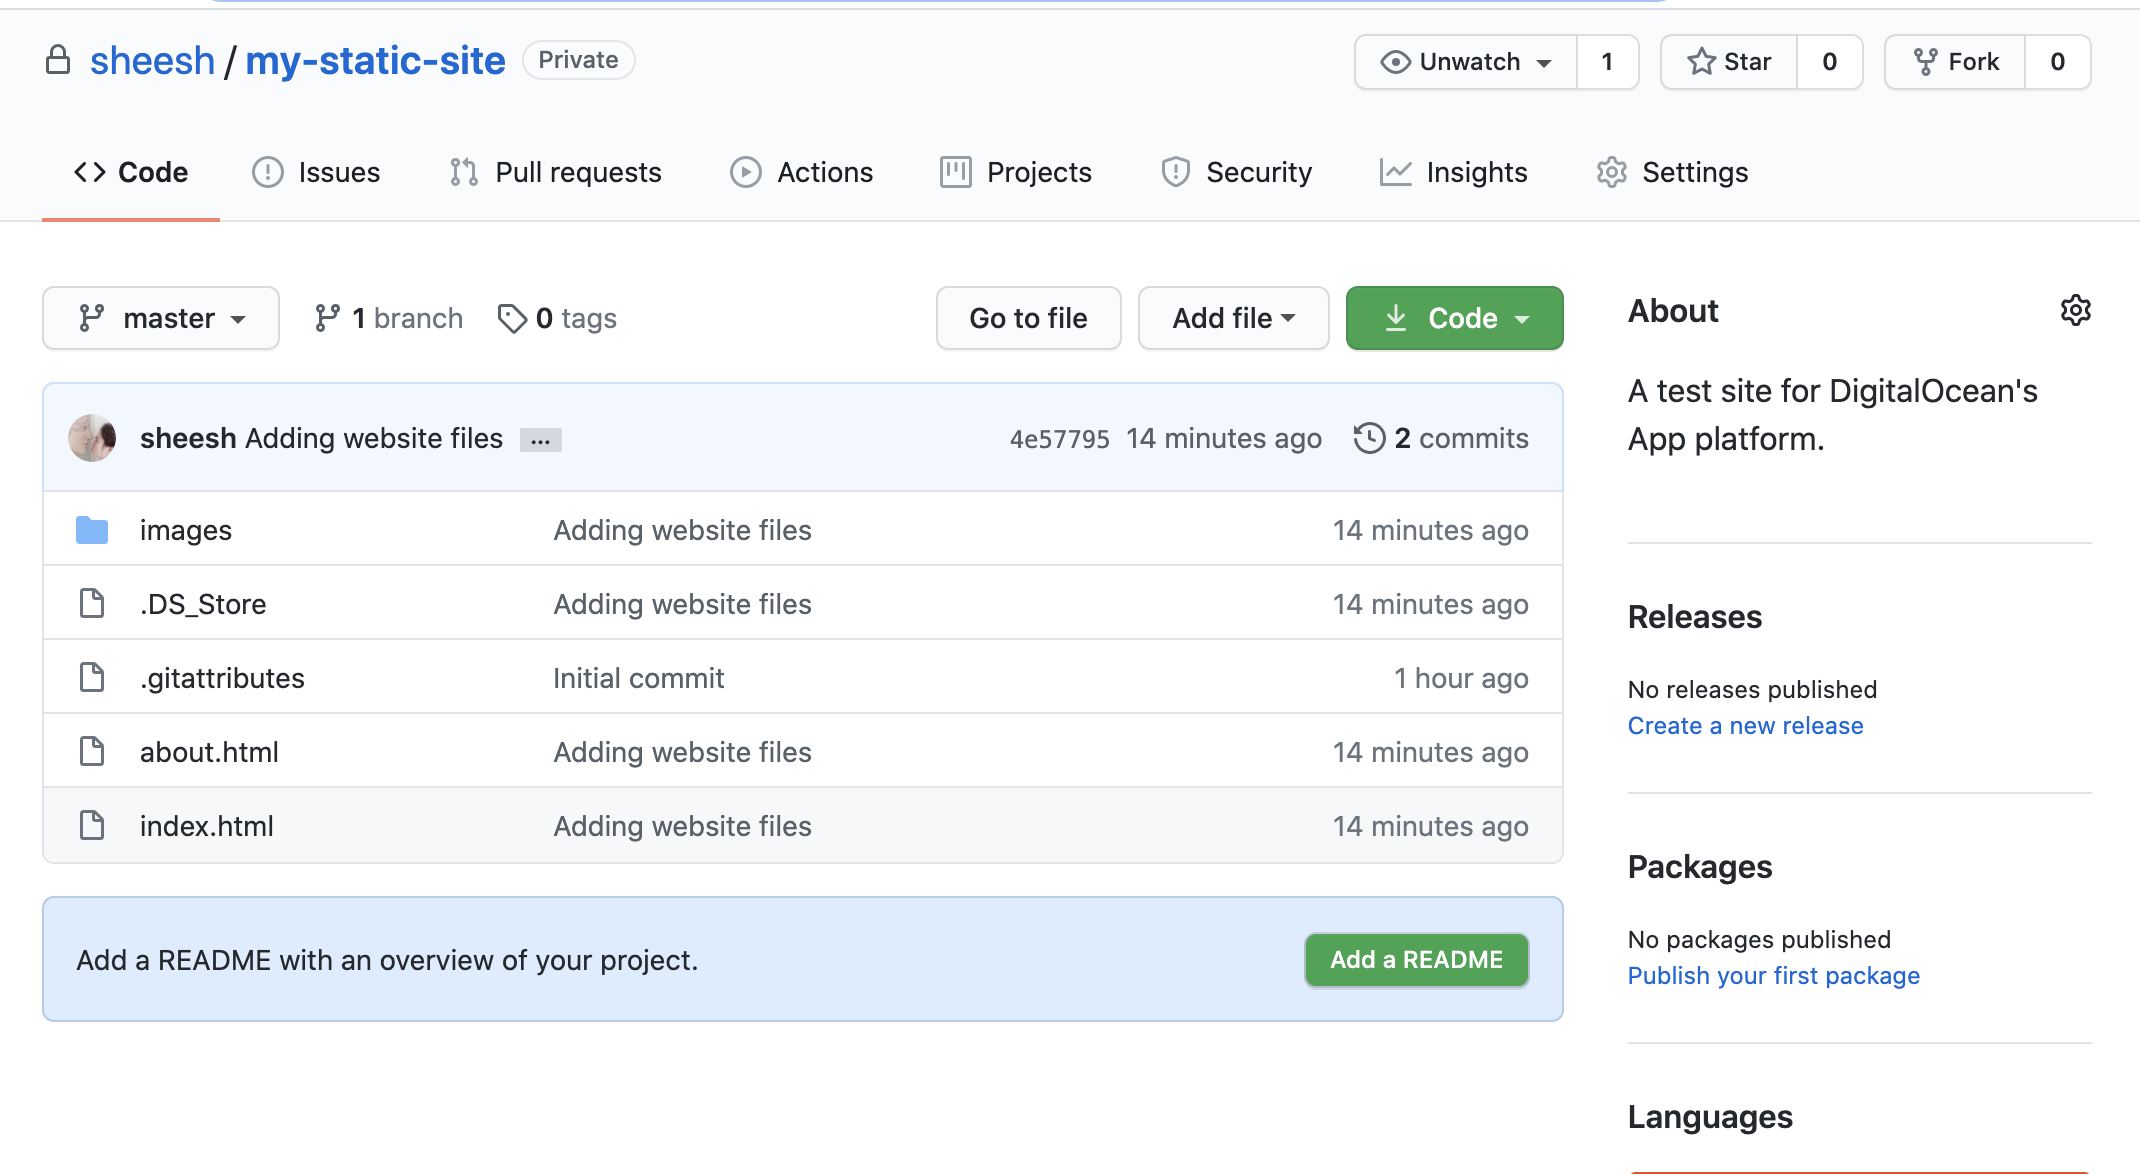 sheesh / my-static-site Private
Unwatch 1 Star 0 Fork 0
Code Issues Pull requests Actions Projects Security Insights Settings
master 1 branch 0 tags Go to file Add file Code
sheesh Adding website files ... 4e57795 14 minutes ago 2 commits
images Adding website files 14 minutes ago
.DS_Store Adding website files 14 minutes ago
.gitattributes Initial commit 1 hour ago
about.html Adding website files 14 minutes ago
index.html Adding website files 14 minutes ago
Add a README with an overview of your project. Add a README
About
A test site for DigitalOcean's
App platform.
Releases
No releases published
Create a new release
Packages
No packages published
Publish your first package
Languages